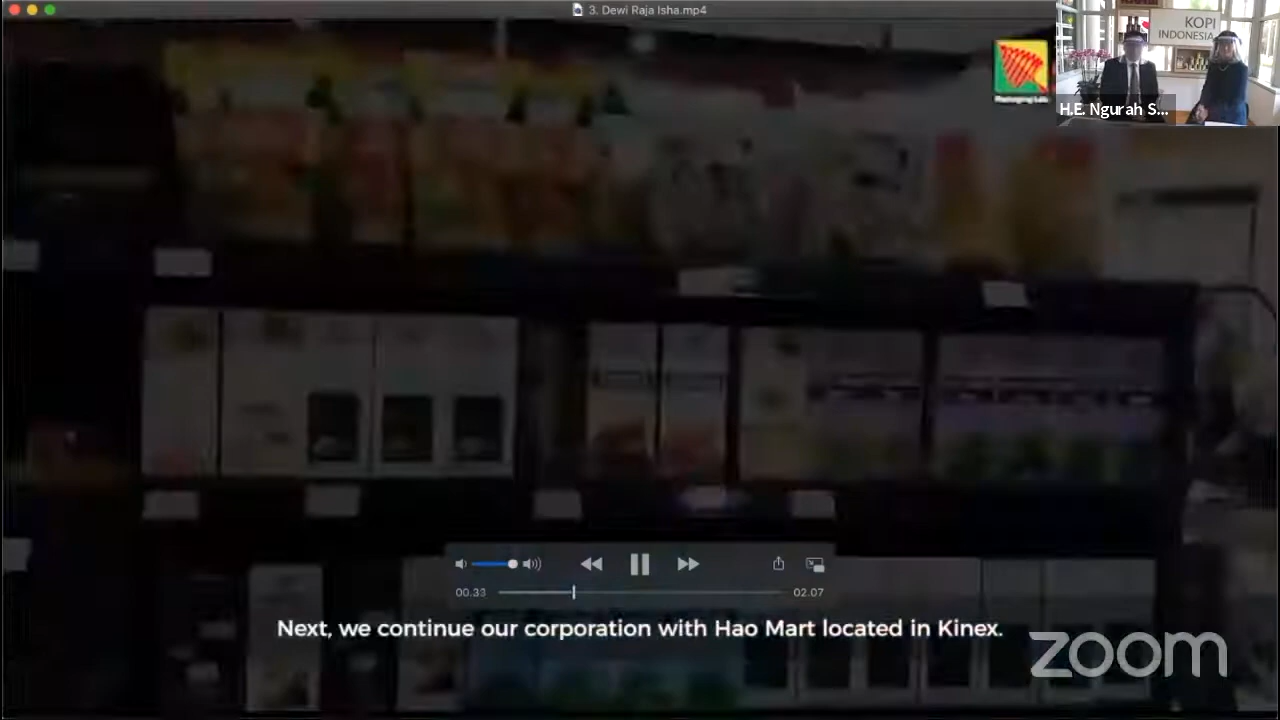 3. Dewi Raja Isha.mp4
KOPI
INDONESIA
H.E. Ngurah S...
00.33
02.07
Next, we continue our corporation with Hao Mart located in Kinex.
zoom